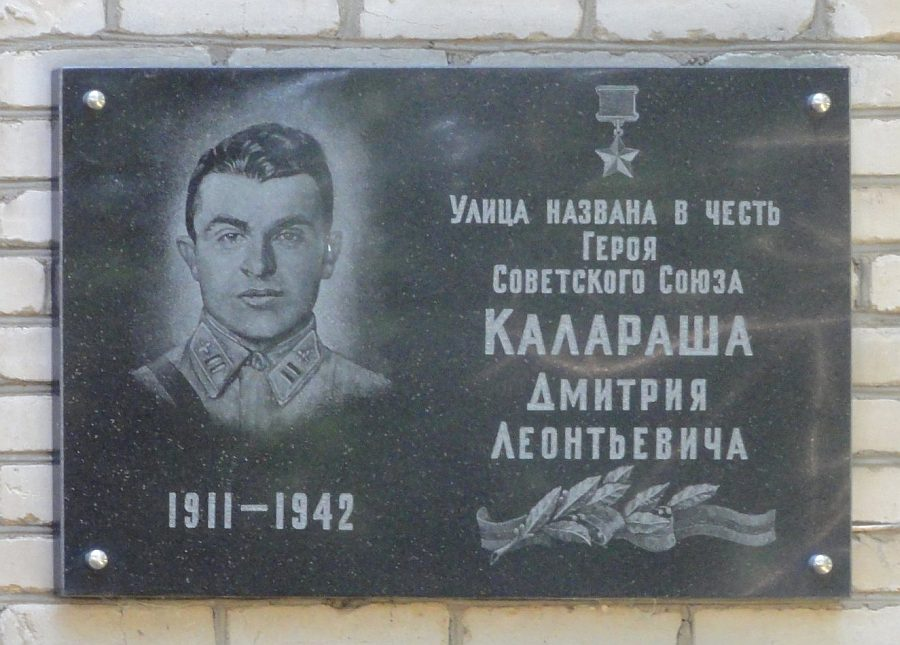 Улица названа в честь
Героя
Советского Союза
Калараша
Дмитрия
Леонтьевича
1911–1942